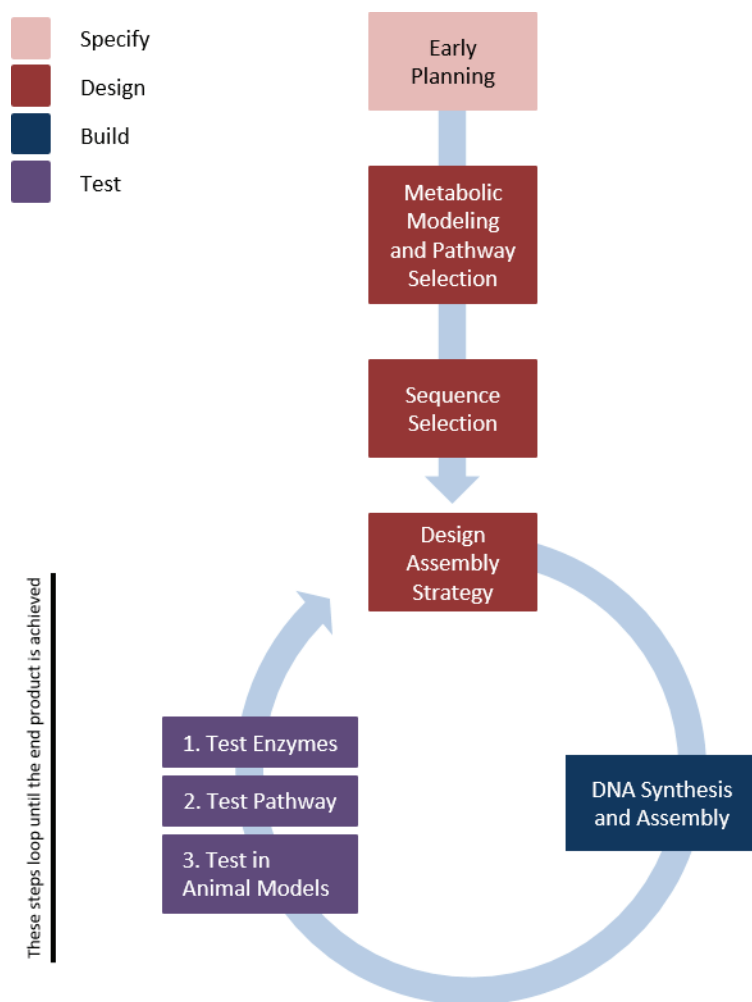 Specify
Design
Build
Test
Early
Planning
Metabolic
Modeling
and Pathway
Selection
Sequence
Selection
Design
Assembly
Strategy
These steps loop until the end product is achieved
1. Test Enzymes
2. Test Pathway
3. Test in
Animal Models
DNA Synthesis
and Assembly